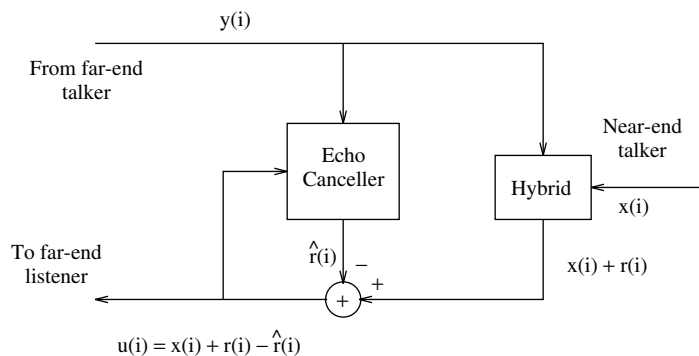 y(i)
From far-end
talker
Near-end
talker
Echo
Canceller
Hybrid
x(i)
To far-end
listener
r̂(i)
−
+
x(i) + r(i)
+
u(i) = x(i) + r(i) − r̂(i)